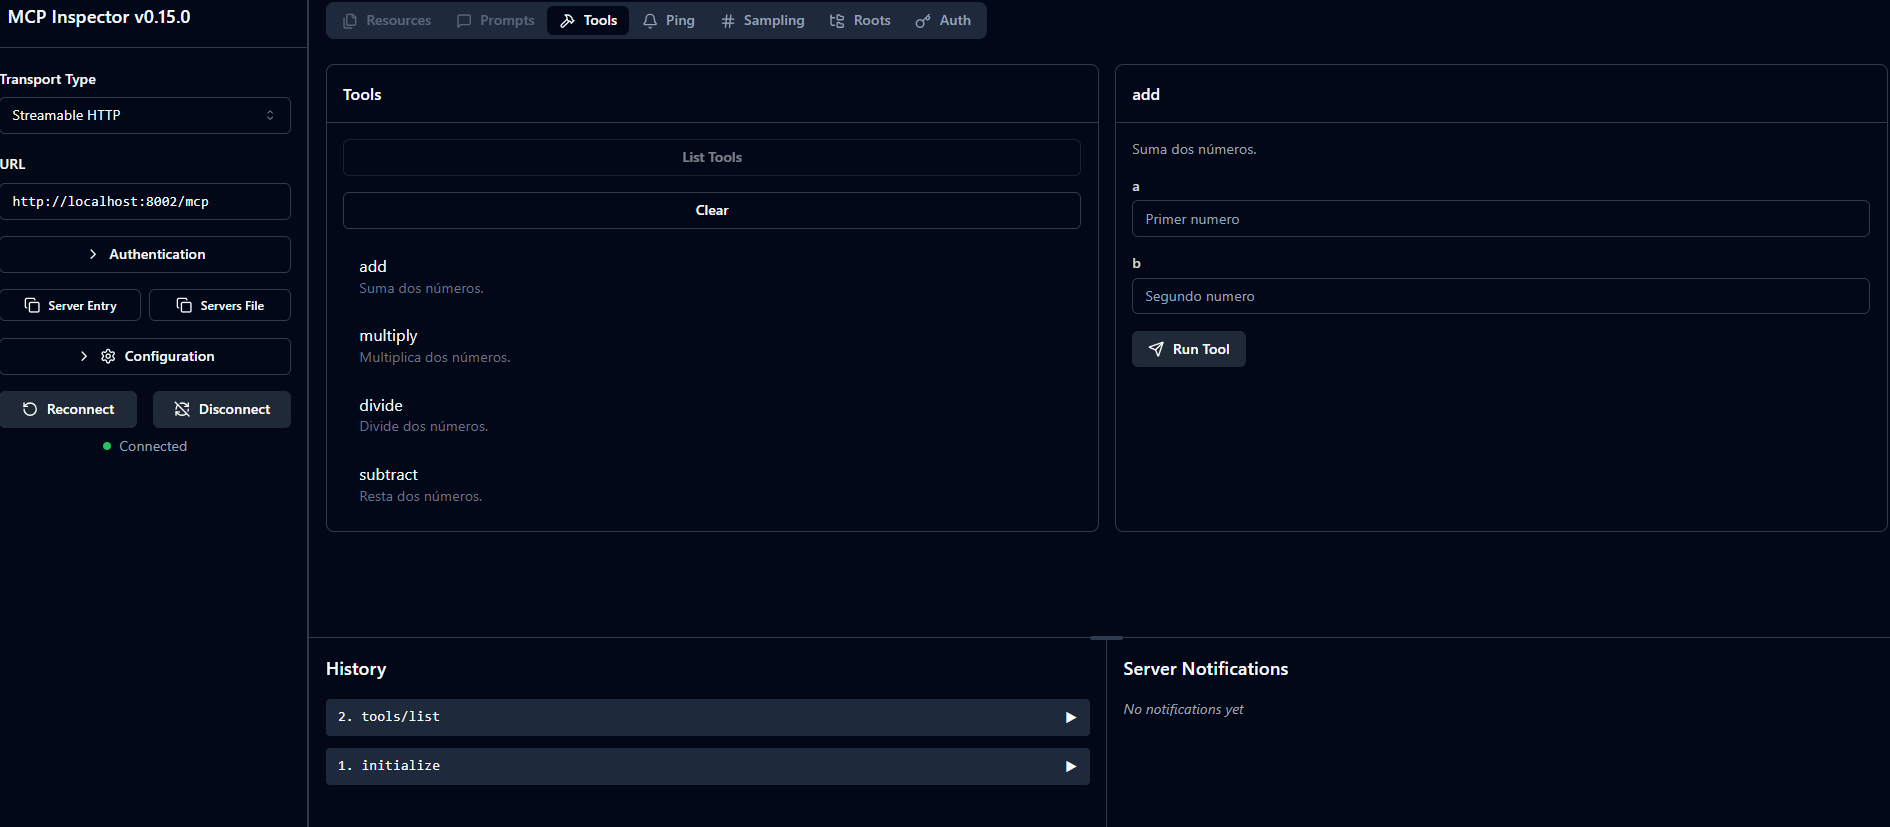 MCP Inspector v0.15.0
Transport Type
Streamable HTTP
URL
http://localhost:8002/mcp
Authentication
Server Entry
Servers File
Configuration
Reconnect
Disconnect
Connected
Resources
Prompts
Tools
Ping
Sampling
Roots
Auth
Tools
List Tools
Clear
add
Suma dos números.
multiply
Multiplica dos números.
divide
Divide dos números.
subtract
Resta dos números.
add
Suma dos números.
a
Primer numero
b
Segundo numero
Run Tool
History
2. tools/list
1. initialize
Server Notifications
No notifications yet